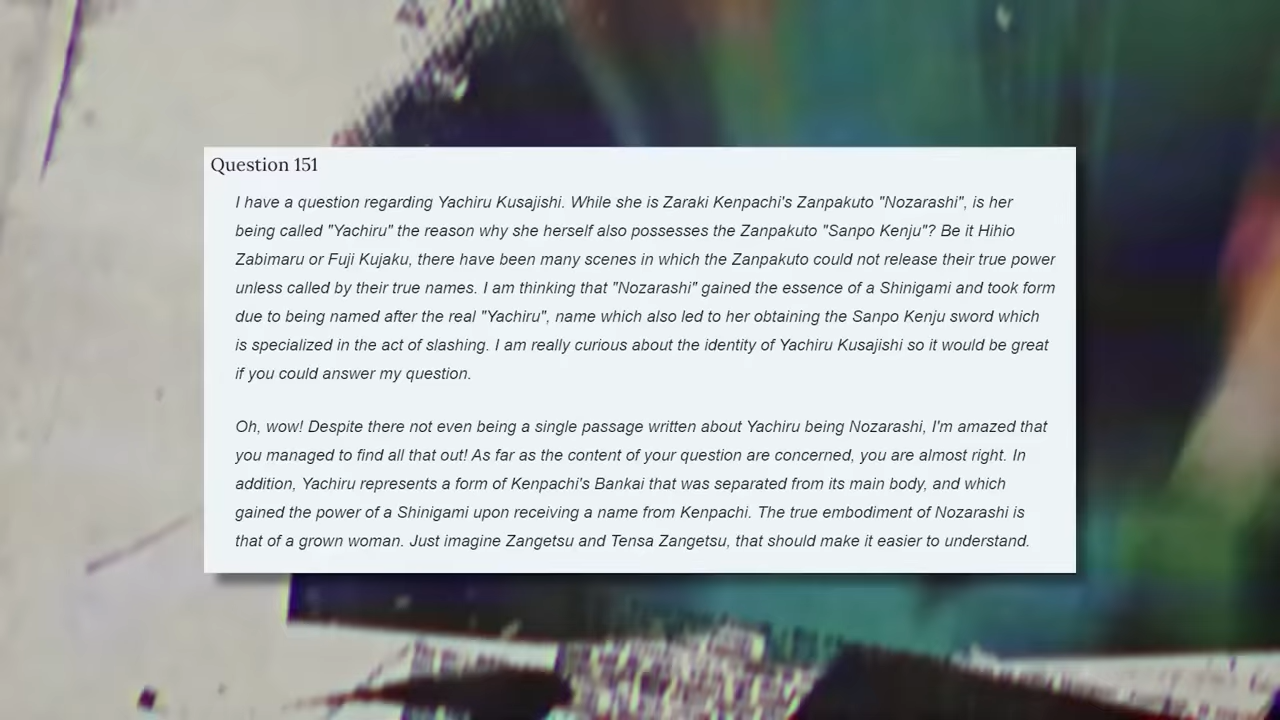 Question 151
I have a question regarding Yachiru Kusajishi. While she is Zaraki Kenpachi's Zanpakuto "Nozarashi", is her
being called "Yachiru" the reason why she herself also possesses the Zanpakuto "Sanpo Kenju"? Be it Hihio
Zabimaru or Fuji Kujaku, there have been many scenes in which the Zanpakuto could not release their true power
unless called by their true names. I am thinking that "Nozarashi" gained the essence of a Shinigami and took form
due to being named after the real "Yachiru", name which also led to her obtaining the Sanpo Kenju sword which
is specialized in the act of slashing. I am really curious about the identity of Yachiru Kusajishi so it would be great
if you could answer my question.
Oh, wow! Despite there not even being a single passage written about Yachiru being Nozarashi, I'm amazed that
you managed to find all that out! As far as the content of your question are concerned, you are almost right. In
addition, Yachiru represents a form of Kenpachi's Bankai that was separated from its main body, and which
gained the power of a Shinigami upon receiving a name from Kenpachi. The true embodiment of Nozarashi is
that of a grown woman. Just imagine Zangetsu and Tensa Zangetsu, that should make it easier to understand.